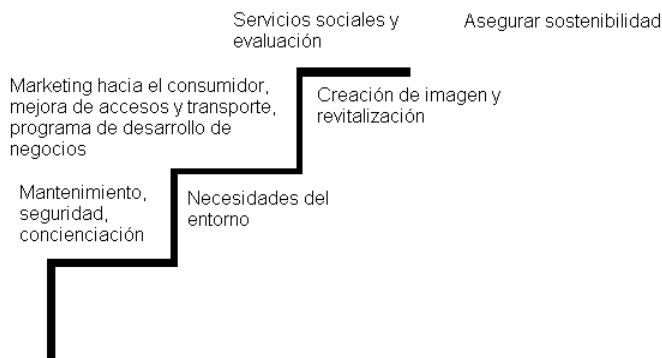 Servicios sociales y
evaluación
Asegurar sostenibilidad
Marketing hacia el consumidor,
mejora de accesos y transporte,
programa de desarrollo de
negocios
Creación de imagen y
revitalización
Mantenimiento,
seguridad,
concienciación
Necesidades del
entorno